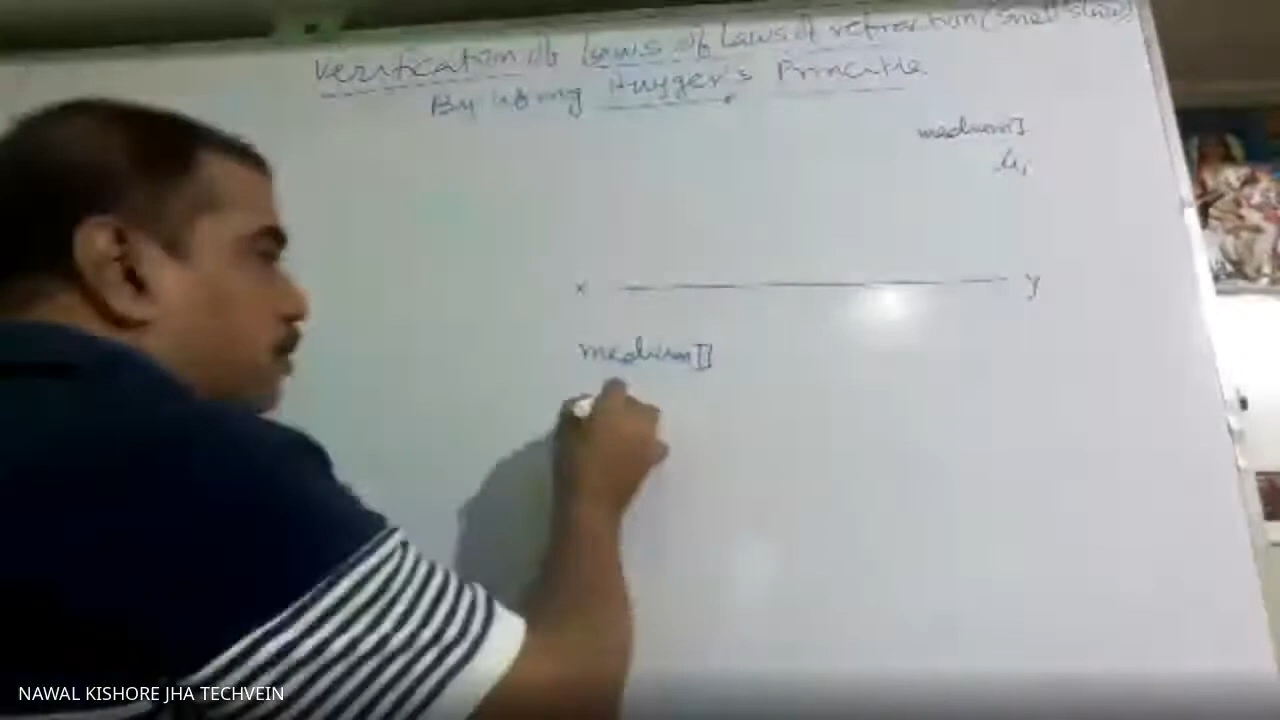 Verification of Laws of Laws of refraction (Snell's law)
By using Huygen's Principle
medium I
μ₁
x y
medium II
NAWAL KISHORE JHA TECHVEIN